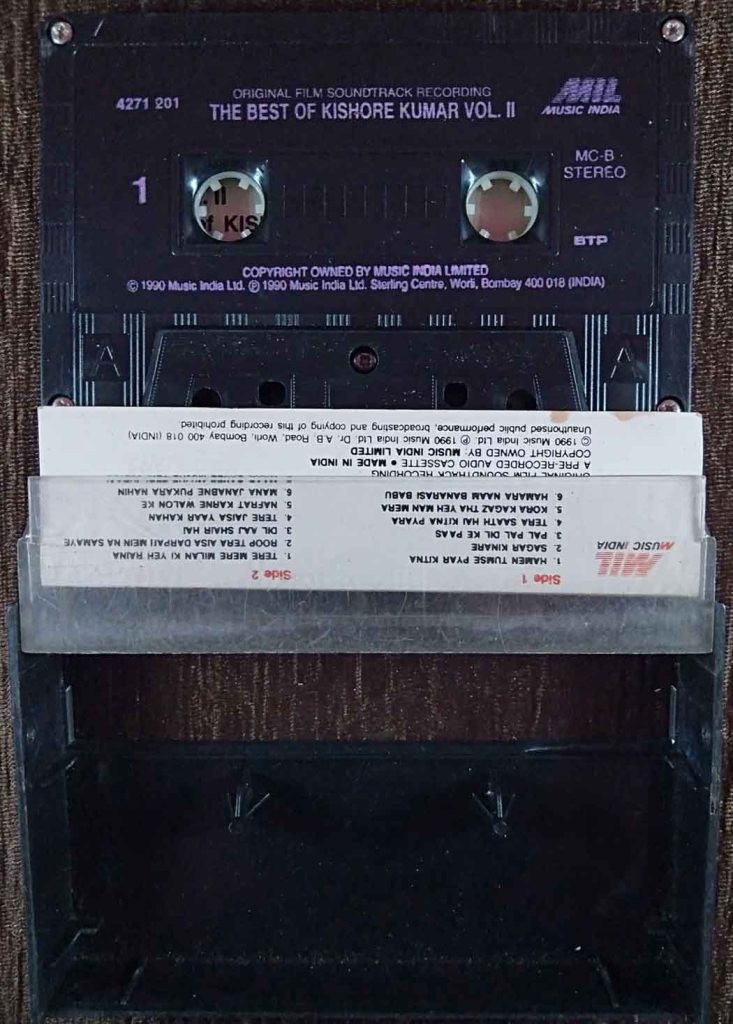 ORIGINAL FILM SOUNDTRACK RECORDING
4271 201
THE BEST OF KISHORE KUMAR VOL. II
MIL
MUSIC INDIA
MC-B
STEREO
1
II
of KIS
BTP
COPYRIGHT OWNED BY MUSIC INDIA LIMITED
© 1990 Music India Ltd. ℗ 1990 Music India Ltd. Sterling Centre, Worli, Bombay 400 018 (INDIA)
A
A
MIL
MUSIC INDIA
Side 1
1. HAMEN TUMSE PYAR KITNA
2. SAGAR KINARE
3. PAL PAL DIL KE PAAS
4. TERA SAATH HAI KITNA PYARA
5. KORA KAGAZ THA YEH MAN MERA
6. HAMARA NAAM BANARASI BABU
Side 2
1. TERE MERE MILAN KI YEH RAINA
2. ROOP TERA AISA DARPAN MEIN NA SAMAYE
3. DIL AAJ SHAIR HAI
4. TERE JAISA YAAR KAHAN
5. NAFRAT KARNE WALON KE
6. MANA JANABNE PUKARA NAHIN
ORIGINAL FILM SOUNDTRACK RECORDING
A PRE-RECORDED AUDIO CASSETTE • MADE IN INDIA
COPYRIGHT OWNED BY: MUSIC INDIA LIMITED
© 1990 Music India Ltd. ℗ 1990 Music India Ltd. Dr. A.B. Road, Worli, Bombay 400 018 (INDIA)
Unauthorised public performance, broadcasting and copying of this recording prohibited.